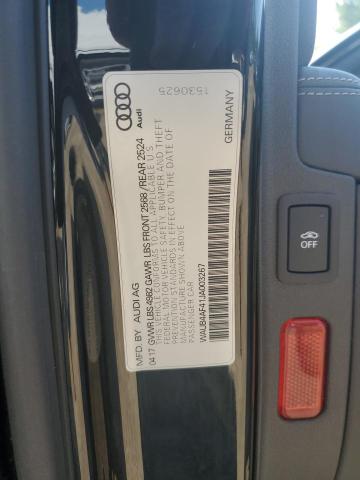 1530625
Audi
GERMANY
MFD. BY AUDI AG
04.17 GVWR LBS 4982 GAWR LBS FRONT 2568 /REAR 2524
THIS VEHICLE CONFORMS TO ALL APPLICABLE U.S.
FEDERAL MOTOR VEHICLE SAFETY, BUMPER AND THEFT
PREVENTION STANDARDS IN EFFECT ON THE DATE OF
MANUFACTURE SHOWN ABOVE.
PASSENGER CAR
WAUB4AF41JA003267
OFF